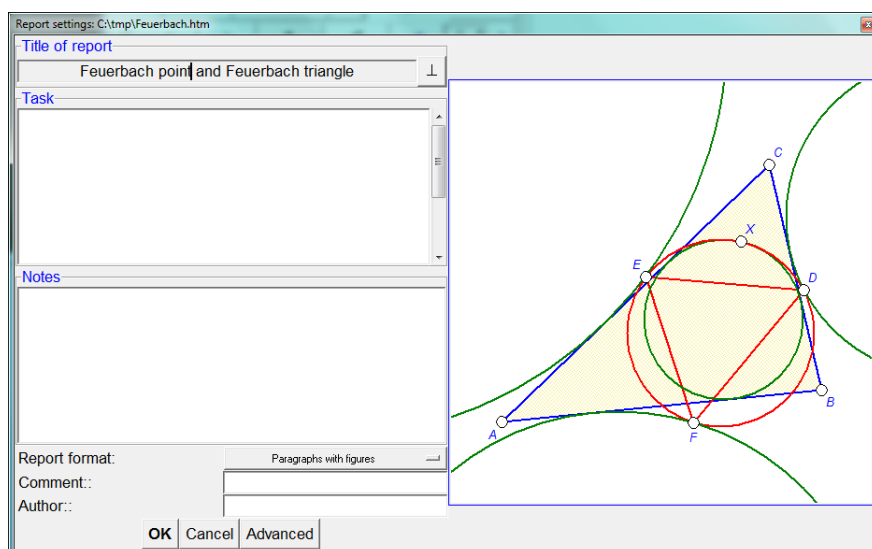 Report settings: C:\tmp\Feuerbach.htm
Title of report
Feuerbach point and Feuerbach triangle
Task
Notes
Report format:
Paragraphs with figures
Comment::
Author::
OK Cancel Advanced
C
X
E
D
B
A
F